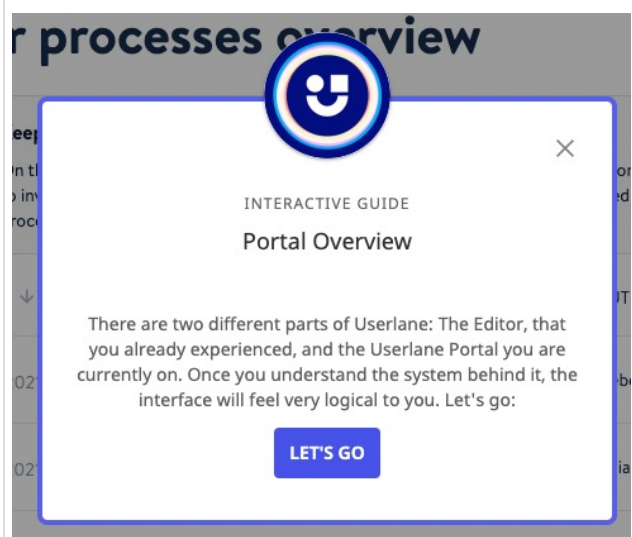 r processes overview
INTERACTIVE GUIDE
Portal Overview
There are two different parts of Userlane: The Editor, that
you already experienced, and the Userlane Portal you are
currently on. Once you understand the system behind it, the
interface will feel very logical to you. Let's go:
LET'S GO